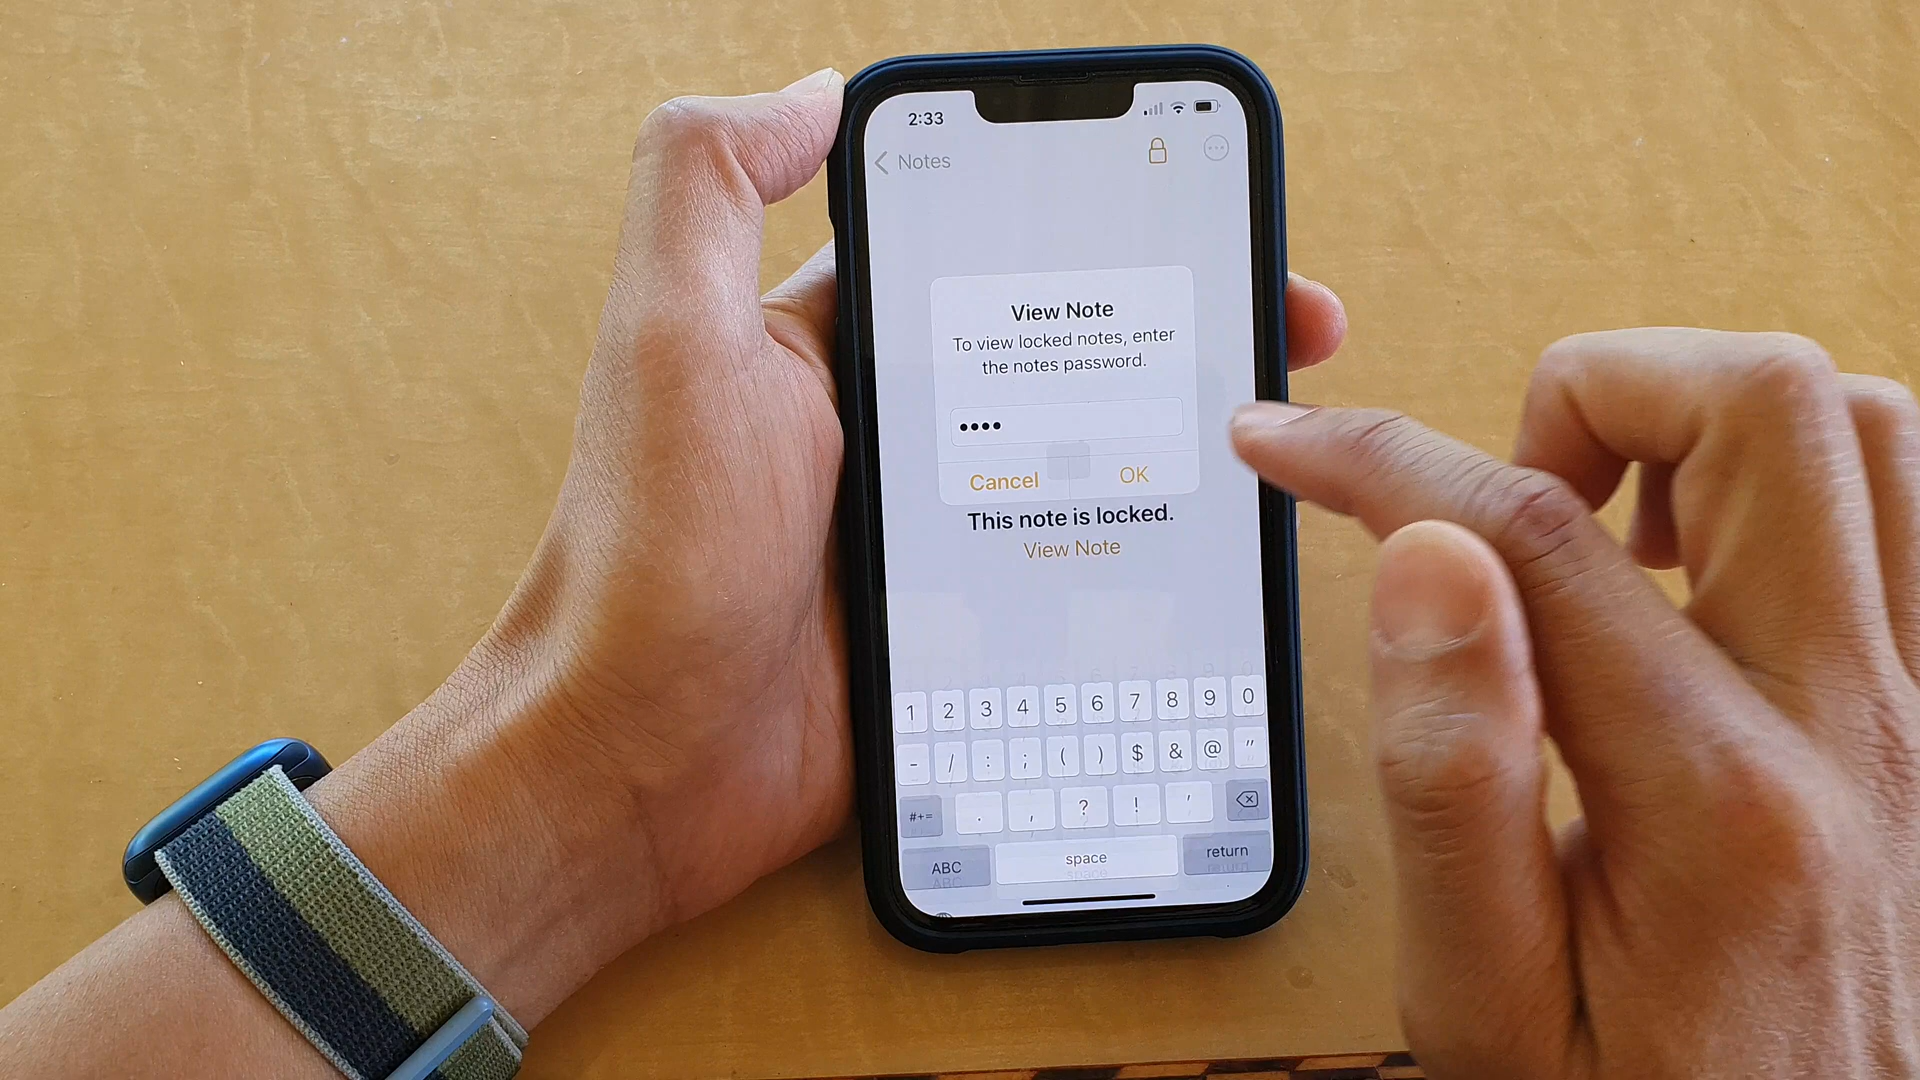 2:33
Notes
View Note
To view locked notes, enter
the notes password.
••••
Cancel OK
This note is locked.
View Note
1 2 3 4 5 6 7 8 9 0
- / : ; ( ) $ & @ "
#+= . , ? ! '
ABC space return